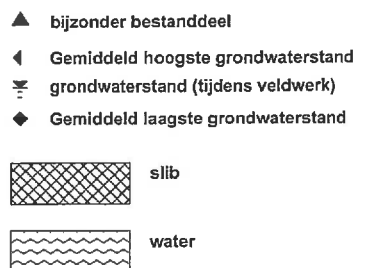 bijzonder bestanddeel
Gemiddeld hoogste grondwaterstand
grondwaterstand (tijdens veldwerk)
Gemiddeld laagste grondwaterstand
slib
water